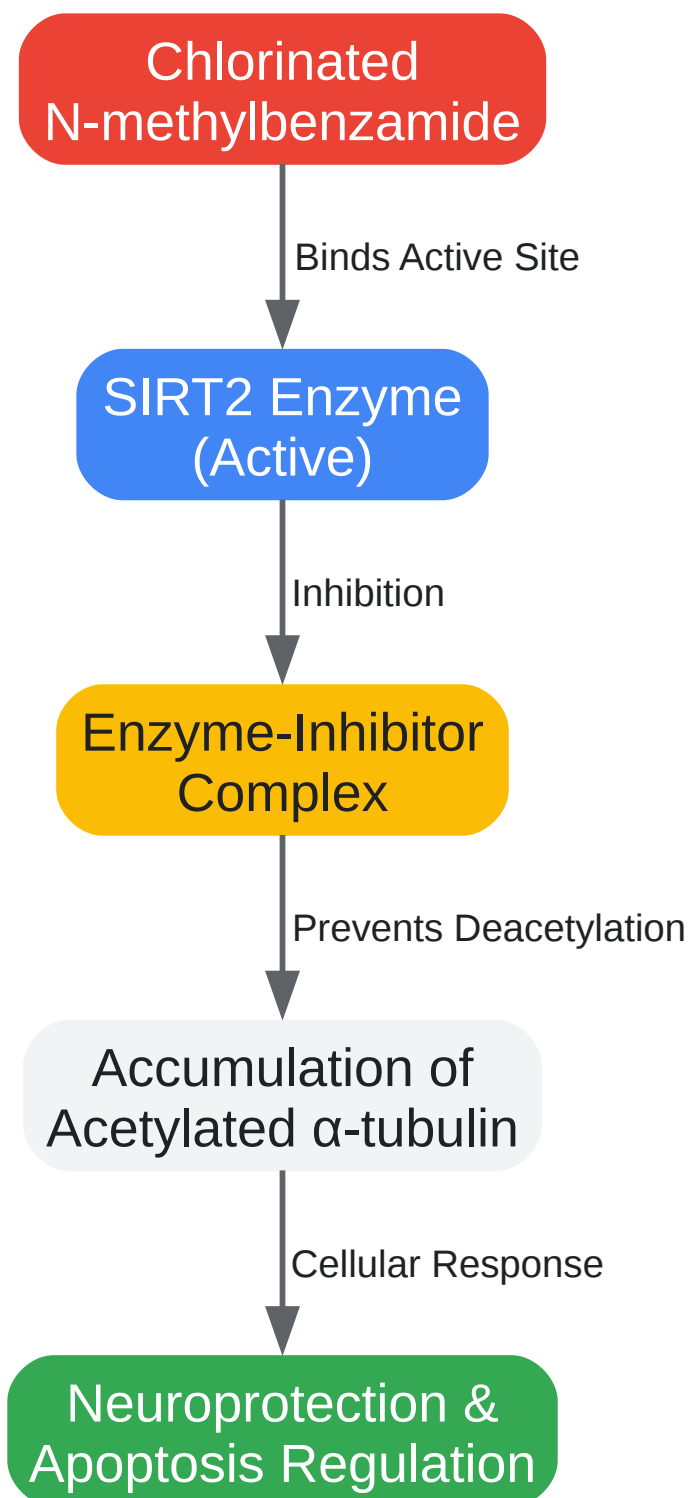 Chlorinated
N-methylbenzamide
Binds Active Site
SIRT2 Enzyme
(Active)
Inhibition
Enzyme-Inhibitor
Complex
Prevents Deacetylation
Accumulation of
Acetylated α-tubulin
Cellular Response
Neuroprotection &
Apoptosis Regulation